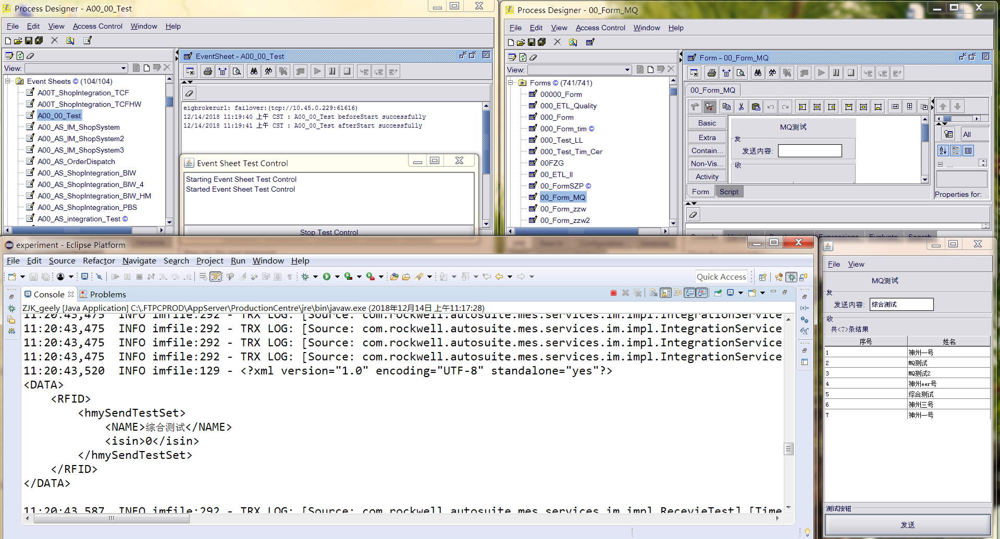 Process Designer - A00_00_Test
File Edit View Access Control Window Help
View:
Event Sheets © (104/104)
A00T_ShopIntegration_TCF
A00T_ShopIntegration_TCFHW
A00_00_Test
A00_AS_IM_ShopSystem
A00_AS_IM_ShopSystem2
A00_AS_IM_ShopSystem3
A00_AS_OrderDispatch
A00_AS_ShopIntegration_BIW
A00_AS_ShopIntegration_BIW_4
A00_AS_ShopIntegration_BIW_HM
A00_AS_ShopIntegration_PBS
A00_AS_integration_Test ©
EventSheet - A00_00_Test
eigbrokerurl: failover:(tcp://10.45.0.229:61616)
12/14/2018 11:19:40 上午 CST : A00_00_Test beforeStart successfully
12/14/2018 11:19:41 上午 CST : A00_00_Test afterStart successfully
Event Sheet Test Control
Starting Event Sheet Test Control
Started Event Sheet Test Control
Stop Test Control
Process Designer - 00_Form_MQ
File Edit View Access Control Window Help
View:
Forms © (741/741)
00000_Form
000_ETL_Quality
000_Form
000_Form_tim ©
000_Test_LL
000_Test_Tim_Cer
00FZG
00_ETL_ll
00_FormSZP ©
00_Form_MQ
00_Form_zzw
00_Form_zzw2
Form - 00_Form_MQ
00_Form_MQ
Basic
Extra
Contain...
Non-Vis...
Activity
MQ测试
发
发送内容:
收
Form Script
All
...
Properties for:
experiment - Eclipse Platform
File Edit Source Refactor Navigate Search Project Run Window Help
Quick Access
Console Problems
ZJK_geely [Java Application] C:\.FTPCPROD\AppServer\ProductionCentre\jre\bin\javaw.exe (2018年12月14日 上午11:17:28)
11:20:43,475 INFO imfile:292 - TRX LOG: [Source: com.rockwell.autosuite.mes.services.im.impl.IntegrationService
11:20:43,475 INFO imfile:292 - TRX LOG: [Source: com.rockwell.autosuite.mes.services.im.impl.IntegrationService
11:20:43,475 INFO imfile:292 - TRX LOG: [Source: com.rockwell.autosuite.mes.services.im.impl.IntegrationService
11:20:43,475 INFO imfile:292 - TRX LOG: [Source: com.rockwell.autosuite.mes.services.im.impl.IntegrationService
11:20:43,520 INFO imfile:129 - <?xml version="1.0" encoding="UTF-8" standalone="yes"?>
<DATA>
<RFID>
<hmySendTestSet>
<NAME>综合测试</NAME>
<isin>0</isin>
</hmySendTestSet>
</RFID>
</DATA>
11:20:43,587 INFO imfile:292 - TRX LOG: [Source: com.rockwell.autosuite.mes.services.im.impl.RecevieTest] [Time
File View
MQ测试
发
发送内容: 综合测试
收
共<7>条结果
序号 姓名
1 神州一号
2 MQ测试
3 MQ测试2
4 神州eer号
5 综合测试
6 神州三号
7 神州一号
测试按钮
发送